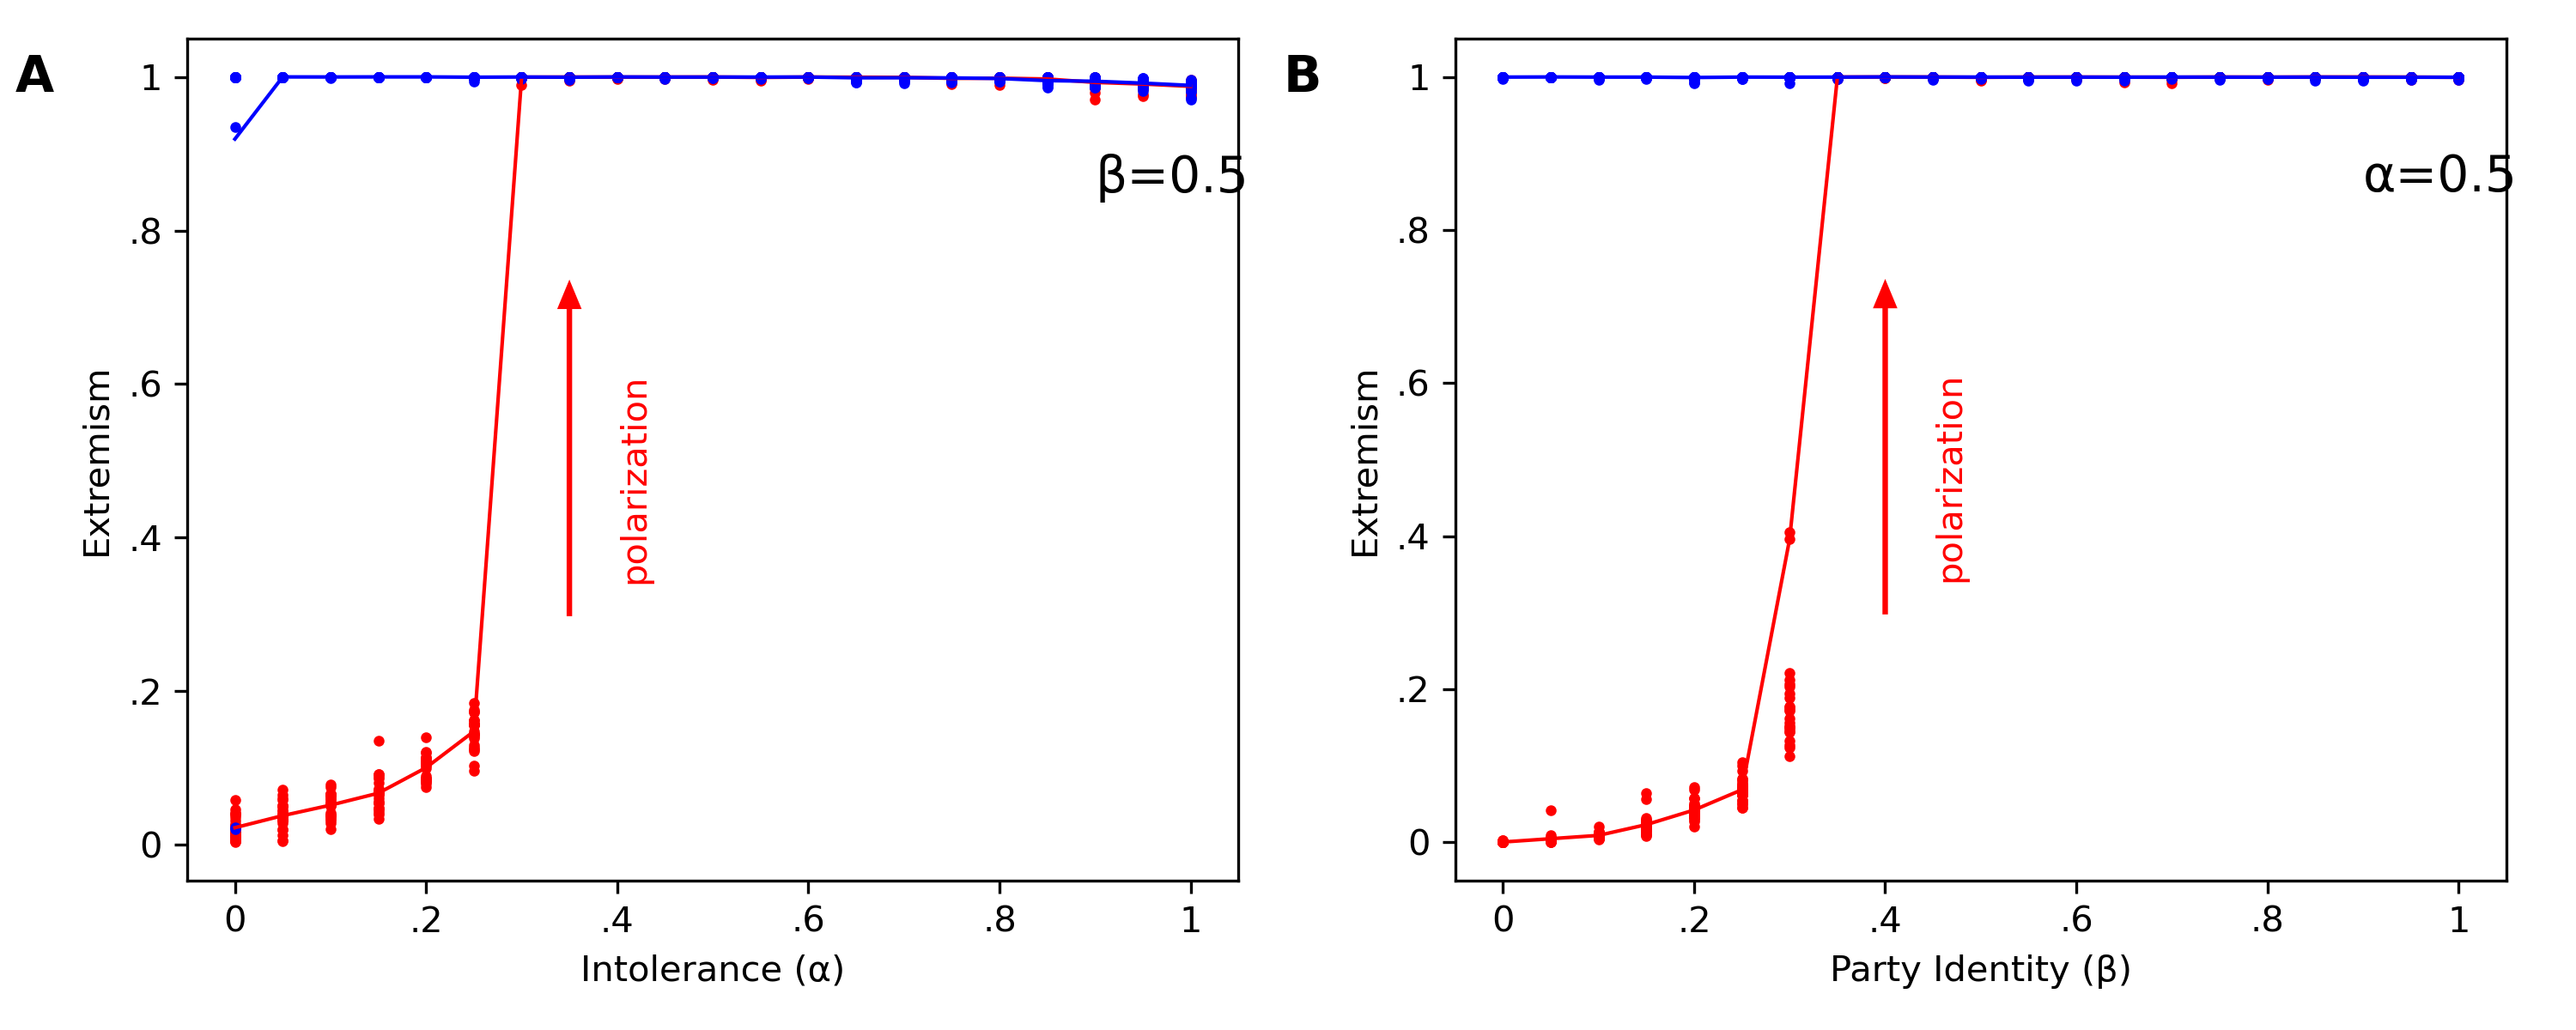 A
1
.8
.6
.4
.2
0
Extremism
β=0.5
polarization
0 .2 .4 .6 .8 1
Intolerance (α)
B
1
.8
.6
.4
.2
0
Extremism
α=0.5
polarization
0 .2 .4 .6 .8 1
Party Identity (β)